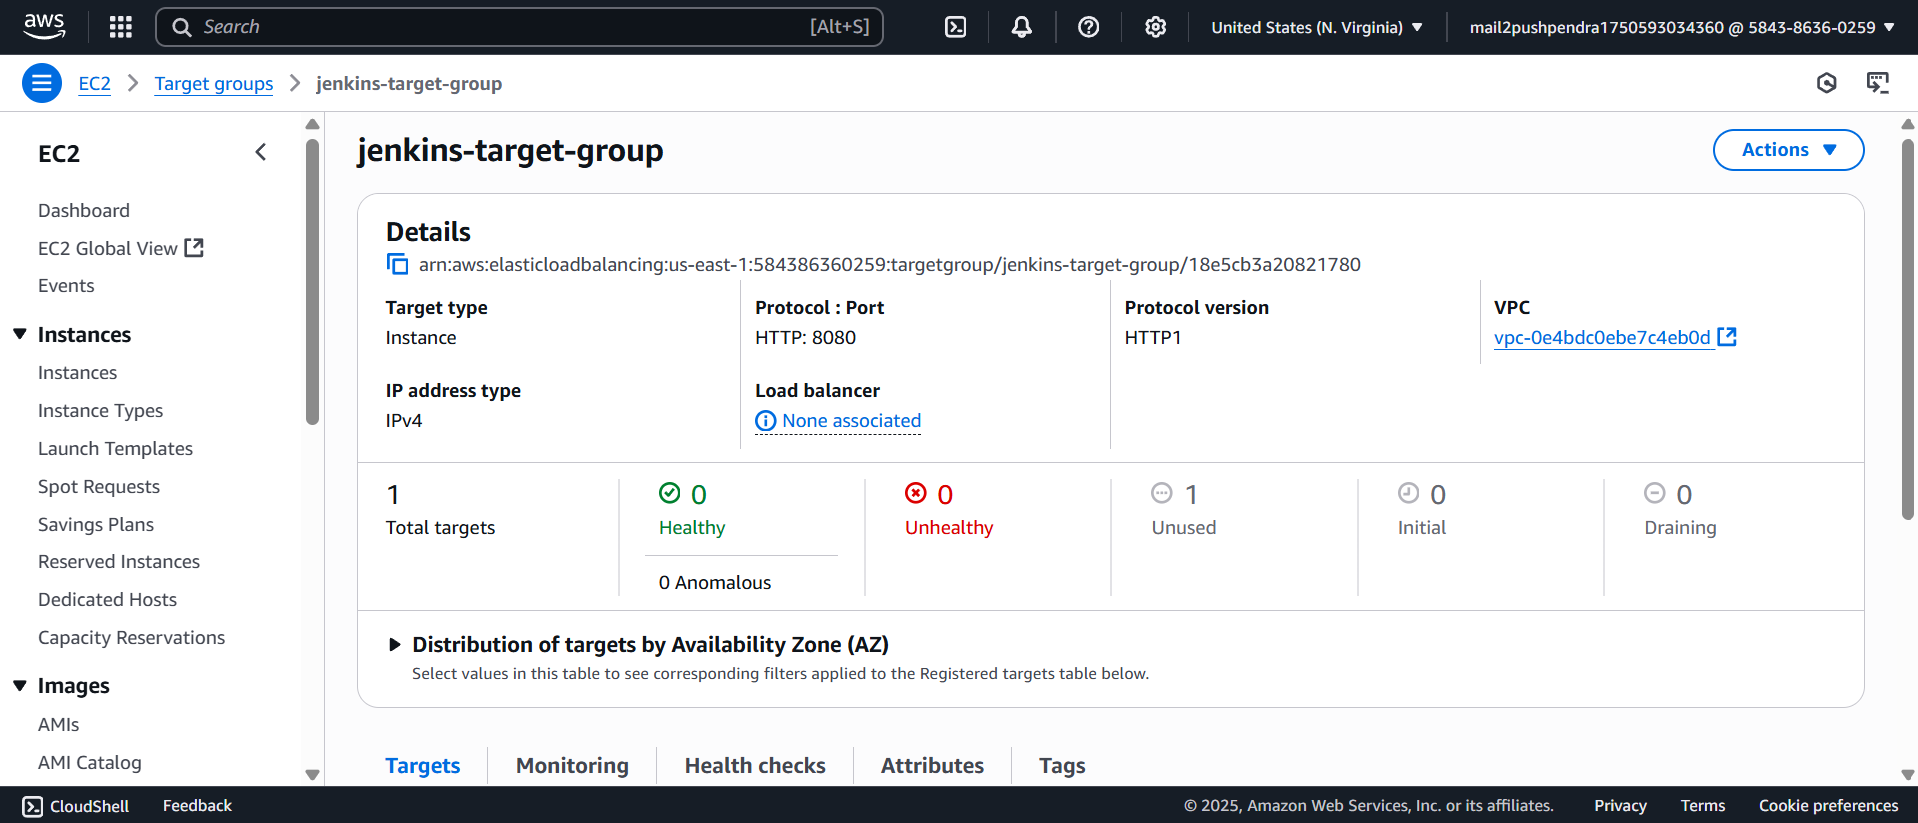 aws
Search [Alt+S]
United States (N. Virginia)
mail2pushpendra1750593034360 @ 5843-8636-0259
EC2 Target groups jenkins-target-group
EC2
Dashboard
EC2 Global View
Events
Instances
Instances
Instance Types
Launch Templates
Spot Requests
Savings Plans
Reserved Instances
Dedicated Hosts
Capacity Reservations
Images
AMIs
AMI Catalog
jenkins-target-group
Actions
Details
arn:aws:elasticloadbalancing:us-east-1:584386360259:targetgroup/jenkins-target-group/18e5cb3a20821780
Target type
Instance
Protocol : Port
HTTP: 8080
Protocol version
HTTP1
VPC
vpc-0e4bdc0ebe7c4eb0d
IP address type
IPv4
Load balancer
None associated
1
Total targets
0
Healthy
0 Anomalous
0
Unhealthy
1
Unused
0
Initial
0
Draining
Distribution of targets by Availability Zone (AZ)
Select values in this table to see corresponding filters applied to the Registered targets table below.
Targets Monitoring Health checks Attributes Tags
CloudShell Feedback
© 2025, Amazon Web Services, Inc. or its affiliates. Privacy Terms Cookie preferences